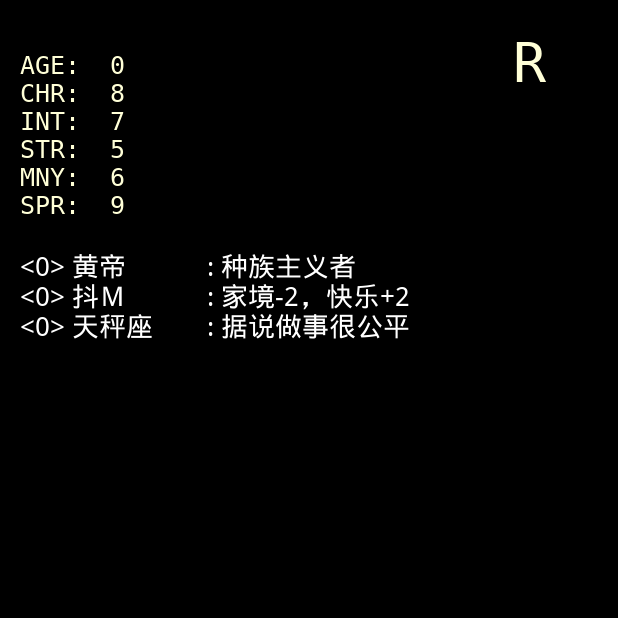 R
AGE: 0
CHR: 8
INT: 7
STR: 5
MNY: 6
SPR: 9
<0> 黄帝 : 种族主义者
<0> 抖M : 家境-2，快乐+2
<0> 天秤座 : 据说做事很公平